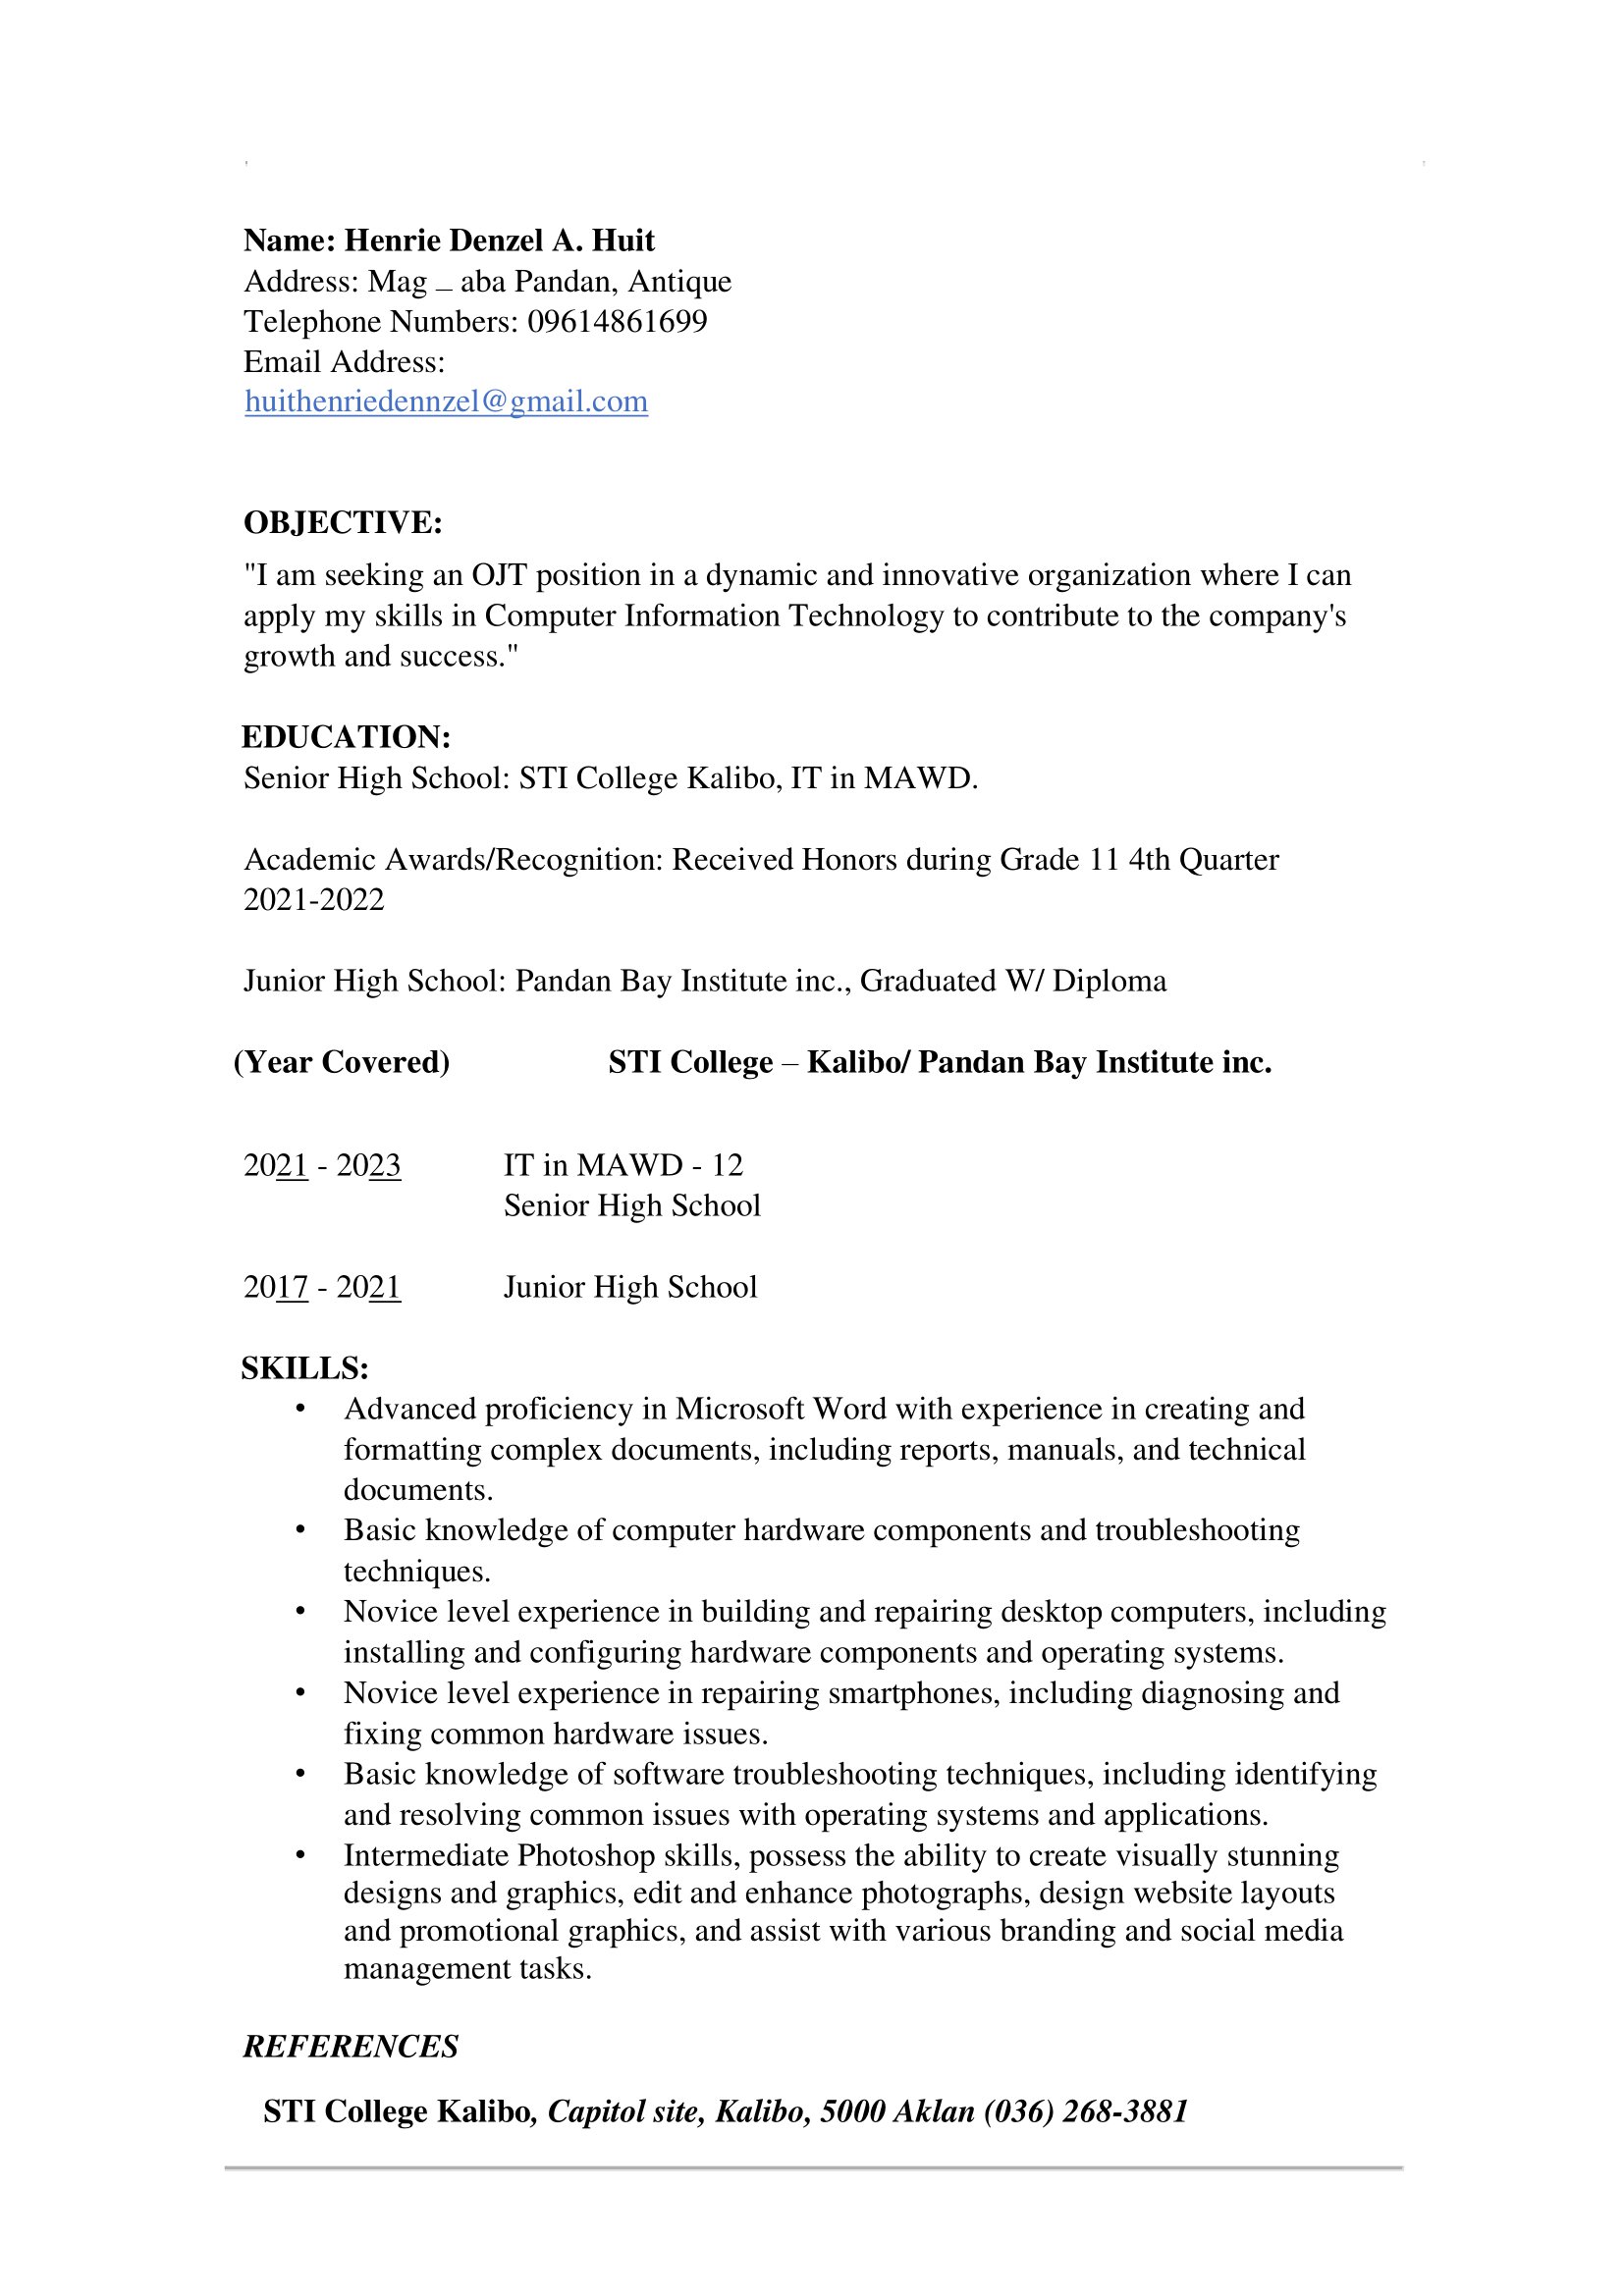 Name: Henrie Denzel A. Huit
Address: Mag – aba Pandan, Antique
Telephone Numbers: 09614861699
Email Address:
huithenriedennzel@gmail.com
OBJECTIVE:
"I am seeking an OJT position in a dynamic and innovative organization where I can
apply my skills in Computer Information Technology to contribute to the company's
growth and success."
EDUCATION:
Senior High School: STI College Kalibo, IT in MAWD.
Academic Awards/Recognition: Received Honors during Grade 11 4th Quarter
2021-2022
Junior High School: Pandan Bay Institute inc., Graduated W/ Diploma
(Year Covered) STI College – Kalibo/ Pandan Bay Institute inc.
2021 - 2023 IT in MAWD - 12
Senior High School
2017 - 2021 Junior High School
SKILLS:
• Advanced proficiency in Microsoft Word with experience in creating and
formatting complex documents, including reports, manuals, and technical
documents.
• Basic knowledge of computer hardware components and troubleshooting
techniques.
• Novice level experience in building and repairing desktop computers, including
installing and configuring hardware components and operating systems.
• Novice level experience in repairing smartphones, including diagnosing and
fixing common hardware issues.
• Basic knowledge of software troubleshooting techniques, including identifying
and resolving common issues with operating systems and applications.
• Intermediate Photoshop skills, possess the ability to create visually stunning
designs and graphics, edit and enhance photographs, design website layouts
and promotional graphics, and assist with various branding and social media
management tasks.
REFERENCES
STI College Kalibo, Capitol site, Kalibo, 5000 Aklan (036) 268-3881